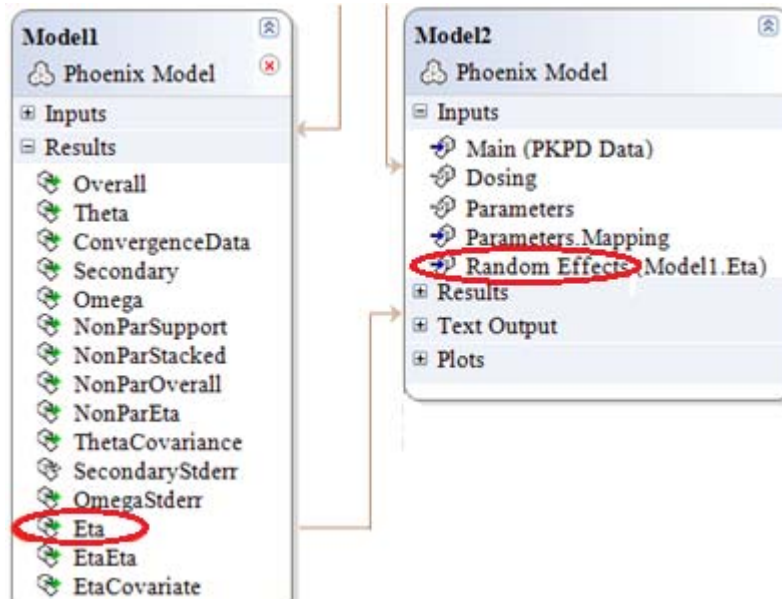 Model1
Phoenix Model
Inputs
Results
Overall
Theta
ConvergenceData
Secondary
Omega
NonParSupport
NonParStacked
NonParOverall
NonParEta
ThetaCovariance
SecondaryStderr
OmegaStderr
Eta
EtaEta
EtaCovariate
Model2
Phoenix Model
Inputs
Main (PKPD Data)
Dosing
Parameters
Parameters.Mapping
Random Effects (Model1.Eta)
Results
Text Output
Plots